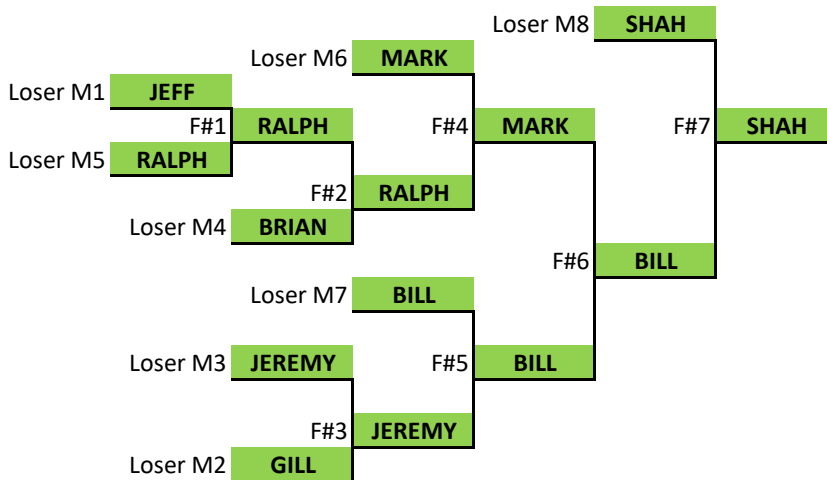 Loser M8 SHAH
Loser M6 MARK
Loser M1 JEFF
F#1 RALPH F#4 MARK F#7 SHAH
Loser M5 RALPH
F#2 RALPH
Loser M4 BRIAN
F#6 BILL
Loser M7 BILL
Loser M3 JEREMY F#5 BILL
F#3 JEREMY
Loser M2 GILL